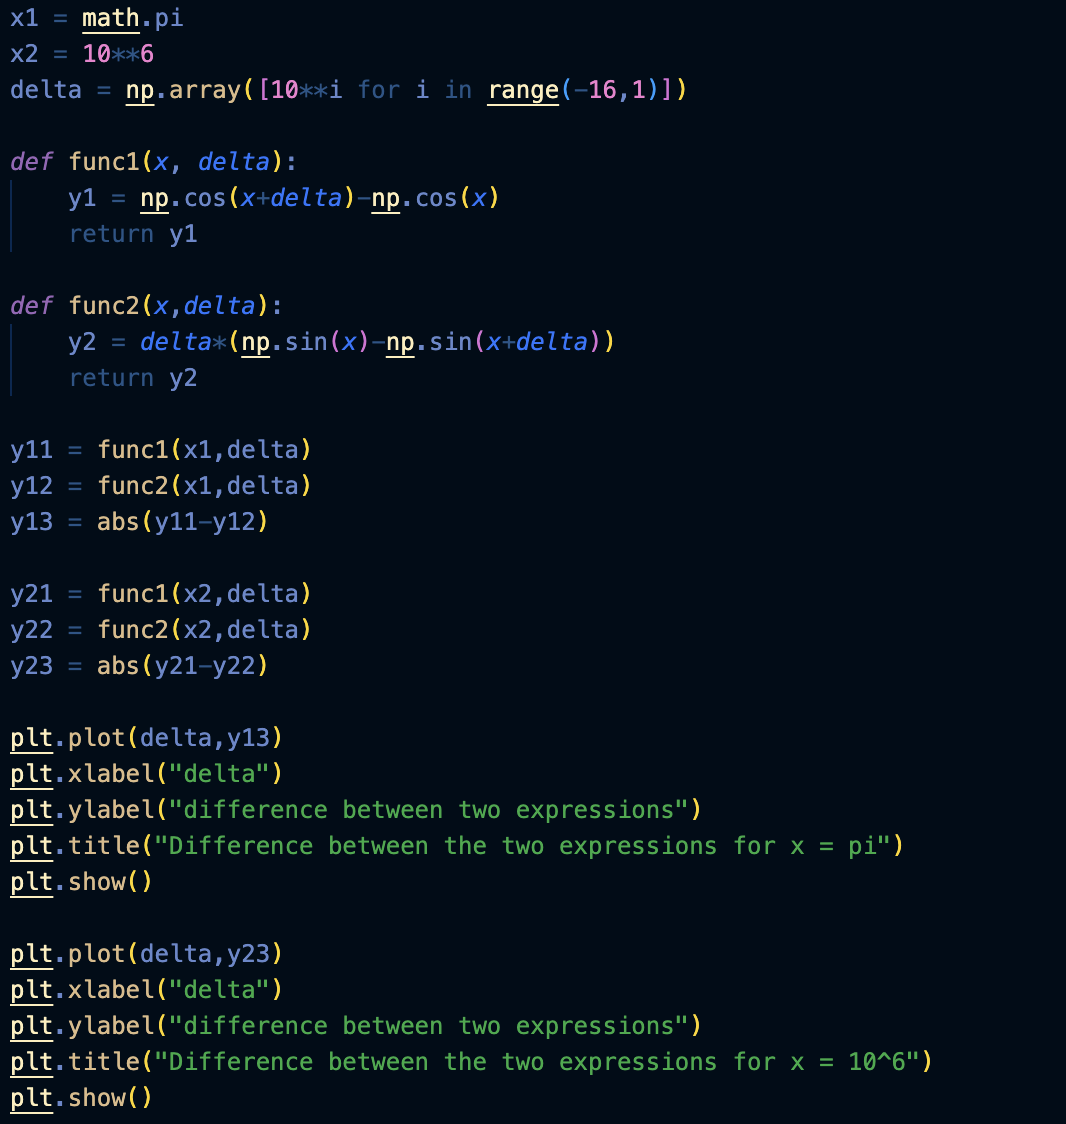 x1 = math.pi
x2 = 10**6
delta = np.array([10**i for i in range(-16,1)])

def func1(x, delta):
    y1 = np.cos(x+delta)-np.cos(x)
    return y1

def func2(x,delta):
    y2 = delta*(np.sin(x)-np.sin(x+delta))
    return y2

y11 = func1(x1,delta)
y12 = func2(x1,delta)
y13 = abs(y11-y12)

y21 = func1(x2,delta)
y22 = func2(x2,delta)
y23 = abs(y21-y22)

plt.plot(delta,y13)
plt.xlabel("delta")
plt.ylabel("difference between two expressions")
plt.title("Difference between the two expressions for x = pi")
plt.show()

plt.plot(delta,y23)
plt.xlabel("delta")
plt.ylabel("difference between two expressions")
plt.title("Difference between the two expressions for x = 10^6")
plt.show()